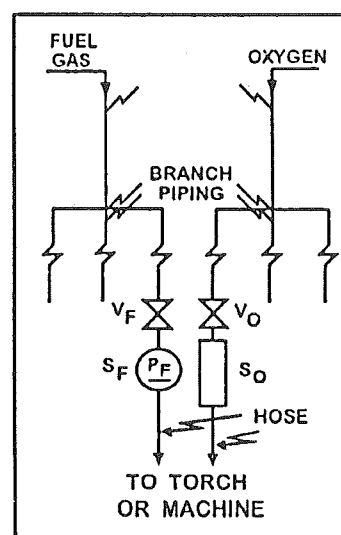 FUEL
GAS
OXYGEN
BRANCH
PIPING
VF
VO
SF
PF
SO
HOSE
TO TORCH
OR MACHINE